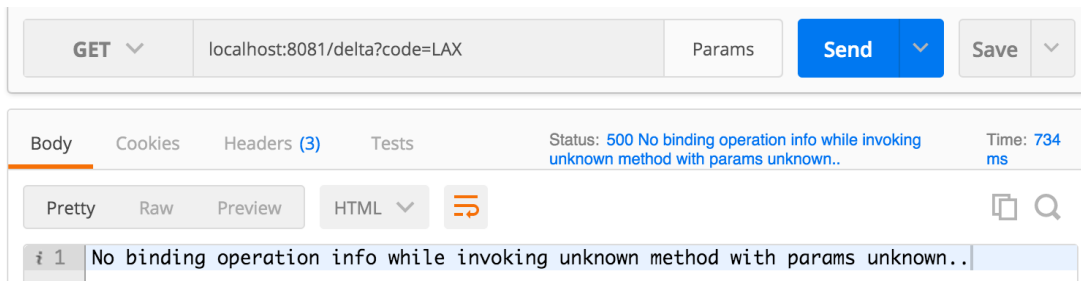 GET localhost:8081/delta?code=LAX Params Send Save
Body Cookies Headers (3) Tests Status: 500 No binding operation info while invoking Time: 734
unknown method with params unknown.. ms
Pretty Raw Preview HTML
i 1 No binding operation info while invoking unknown method with params unknown..